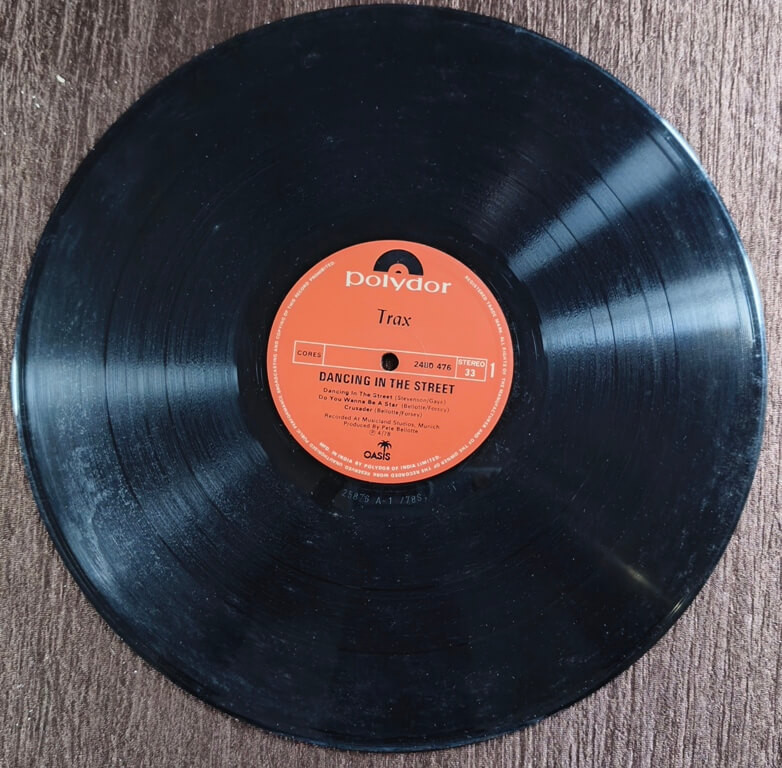 polydor
Trax
CORES
24UD 476
STEREO
33
1
DANCING IN THE STREET
Dancing In The Street (Stevenson/Gaye)
Do You Wanna Be A Star (Bellotte/Forsey)
Crusader (Bellotte/Forsey)
Recorded At Musicland Studios, Munich
Produced By Pete Bellotte
OASIS